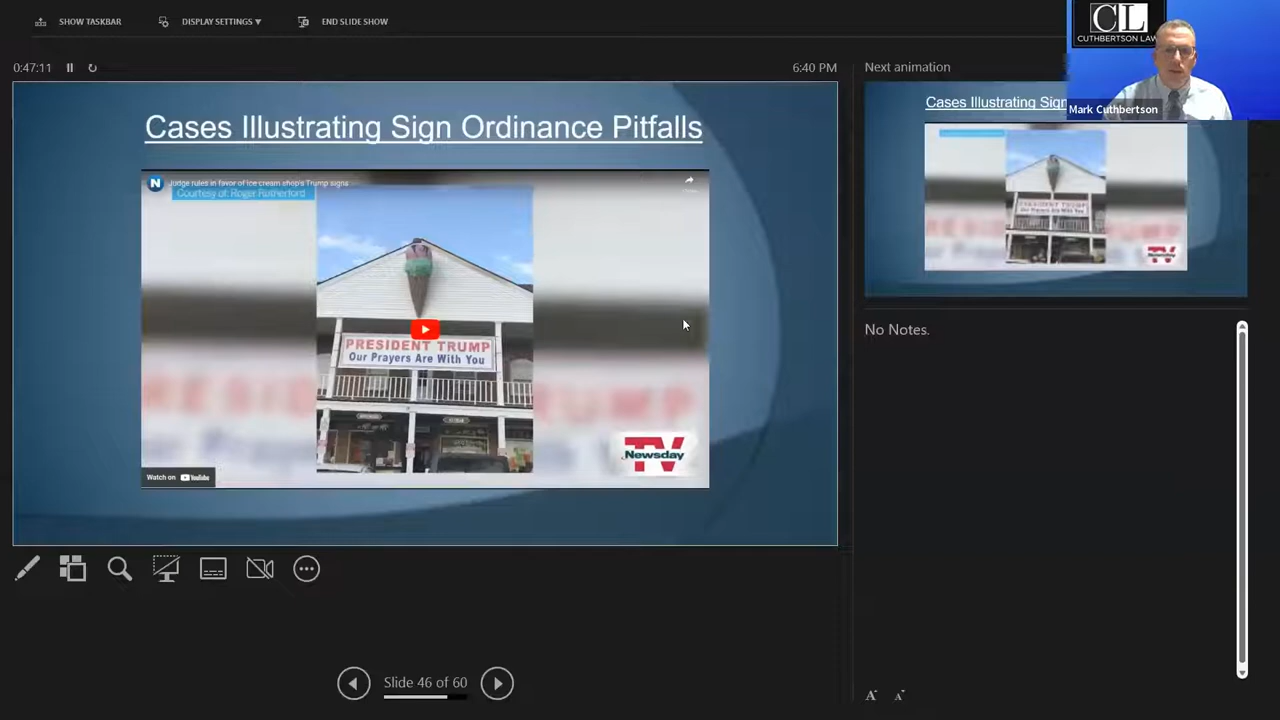 SHOW TASKBAR
DISPLAY SETTINGS ▼
END SLIDE SHOW
CL
CUTHBERTSON LAW
Mark Cuthbertson
0:47:11
6:40 PM
Next animation
Cases Illustrating Sign Ordinance Pitfalls
N
Judge rules in favor of ice cream shop's Trump signs
Courtesy of: Roger Rutherford
PRESIDENT TRUMP
Our Prayers Are With You
TV
Newsday
Watch on YouTube
Cases Illustrating Sign
PRESIDENT TRUMP
Our Prayers Are With You
TV
Newsday
No Notes.
Slide 46 of 60
A A